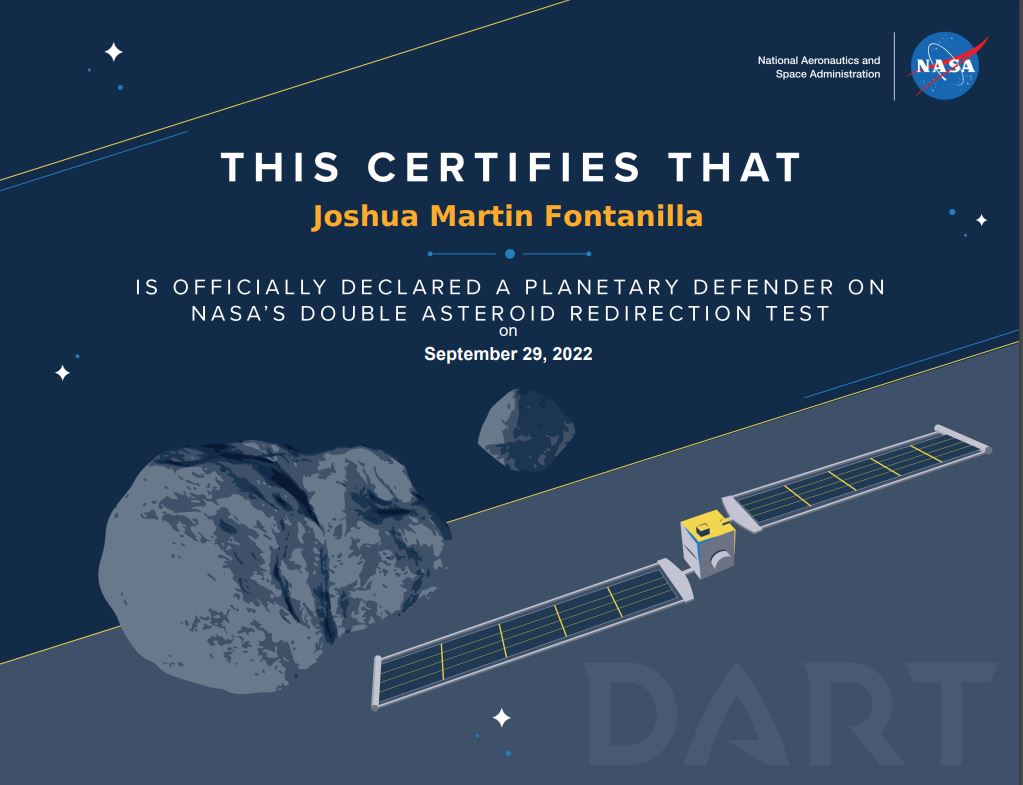 National Aeronautics and
Space Administration
NASA
THIS CERTIFIES THAT
Joshua Martin Fontanilla
IS OFFICIALLY DECLARED A PLANETARY DEFENDER ON
NASA’S DOUBLE ASTEROID REDIRECTION TEST
on
September 29, 2022
DART